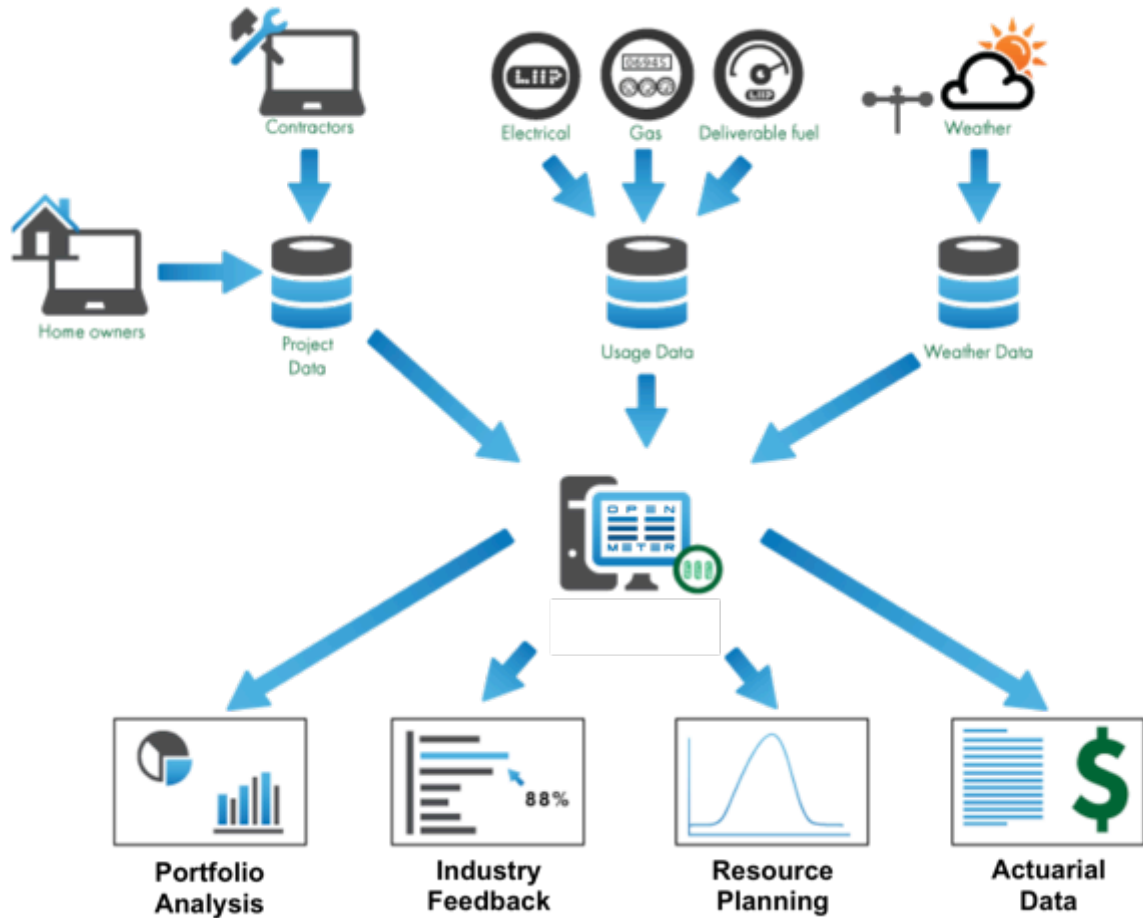 Contractors
Electrical
Gas
Deliverable fuel
Weather
06945
Home owners
Project
Data
Usage Data
Weather Data
OPEN
METER
88%
Portfolio
Analysis
Industry
Feedback
Resource
Planning
Actuarial
Data
$